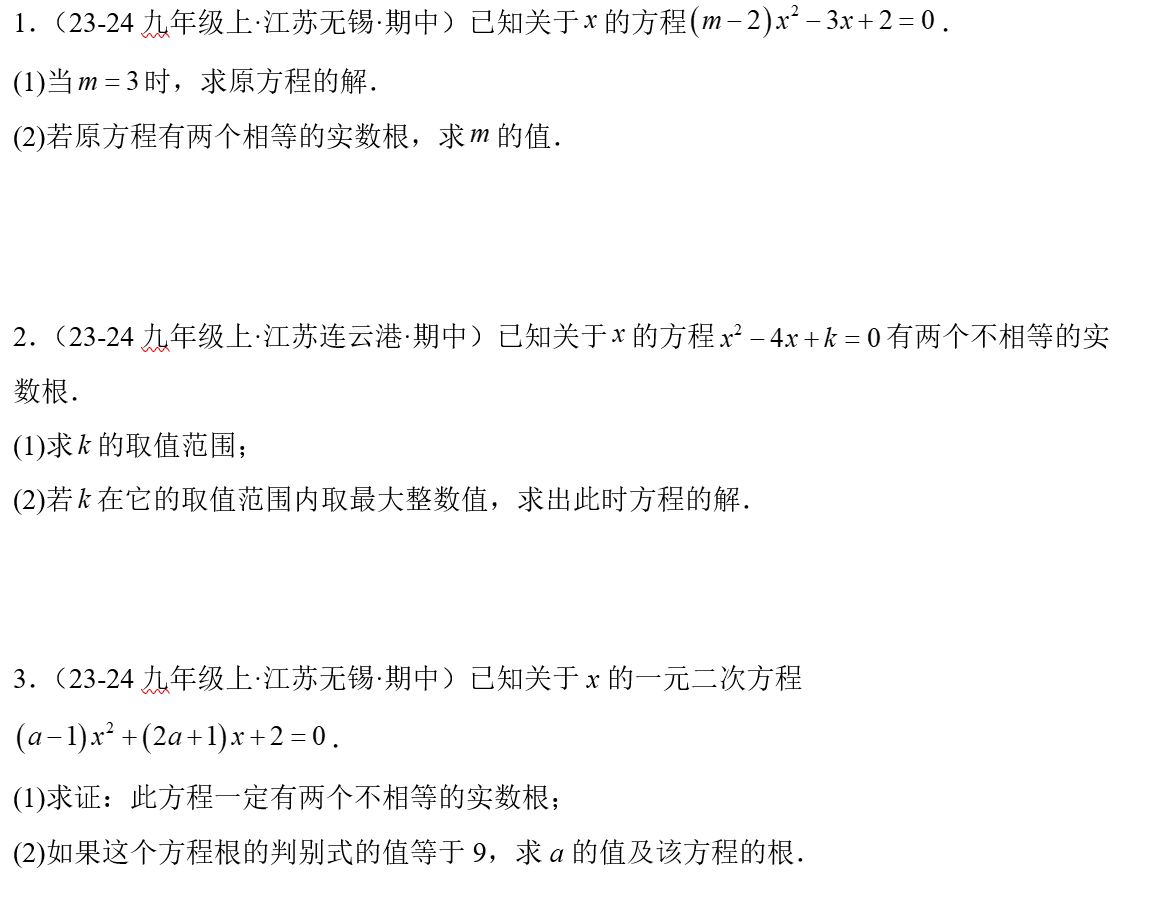 1.（23-24 九年级上·江苏无锡·期中）已知关于 x 的方程(m−2)x²−3x+2=0．
(1)当m=3时，求原方程的解．
(2)若原方程有两个相等的实数根，求 m 的值．
2.（23-24 九年级上·江苏连云港·期中）已知关于 x 的方程 x²−4x+k=0 有两个不相等的实
数根．
(1)求 k 的取值范围；
(2)若 k 在它的取值范围内取最大整数值，求出此时方程的解．
3.（23-24 九年级上·江苏无锡·期中）已知关于 x 的一元二次方程
(a−1)x²+(2a+1)x+2=0．
(1)求证：此方程一定有两个不相等的实数根；
(2)如果这个方程根的判别式的值等于 9，求 a 的值及该方程的根．